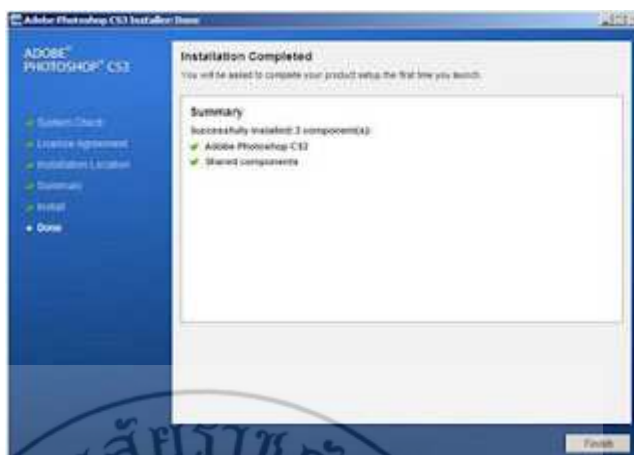 Adobe Photoshop CS3 Installer: Done
ADOBE®
PHOTOSHOP® CS3
System Check
License Agreement
Installation Location
Summary
Install
Done
Installation Completed
You will be asked to complete your product setup the first time you launch.
Summary
Successfully installed: 2 component(s):
Adobe Photoshop CS3
Shared components
Finish